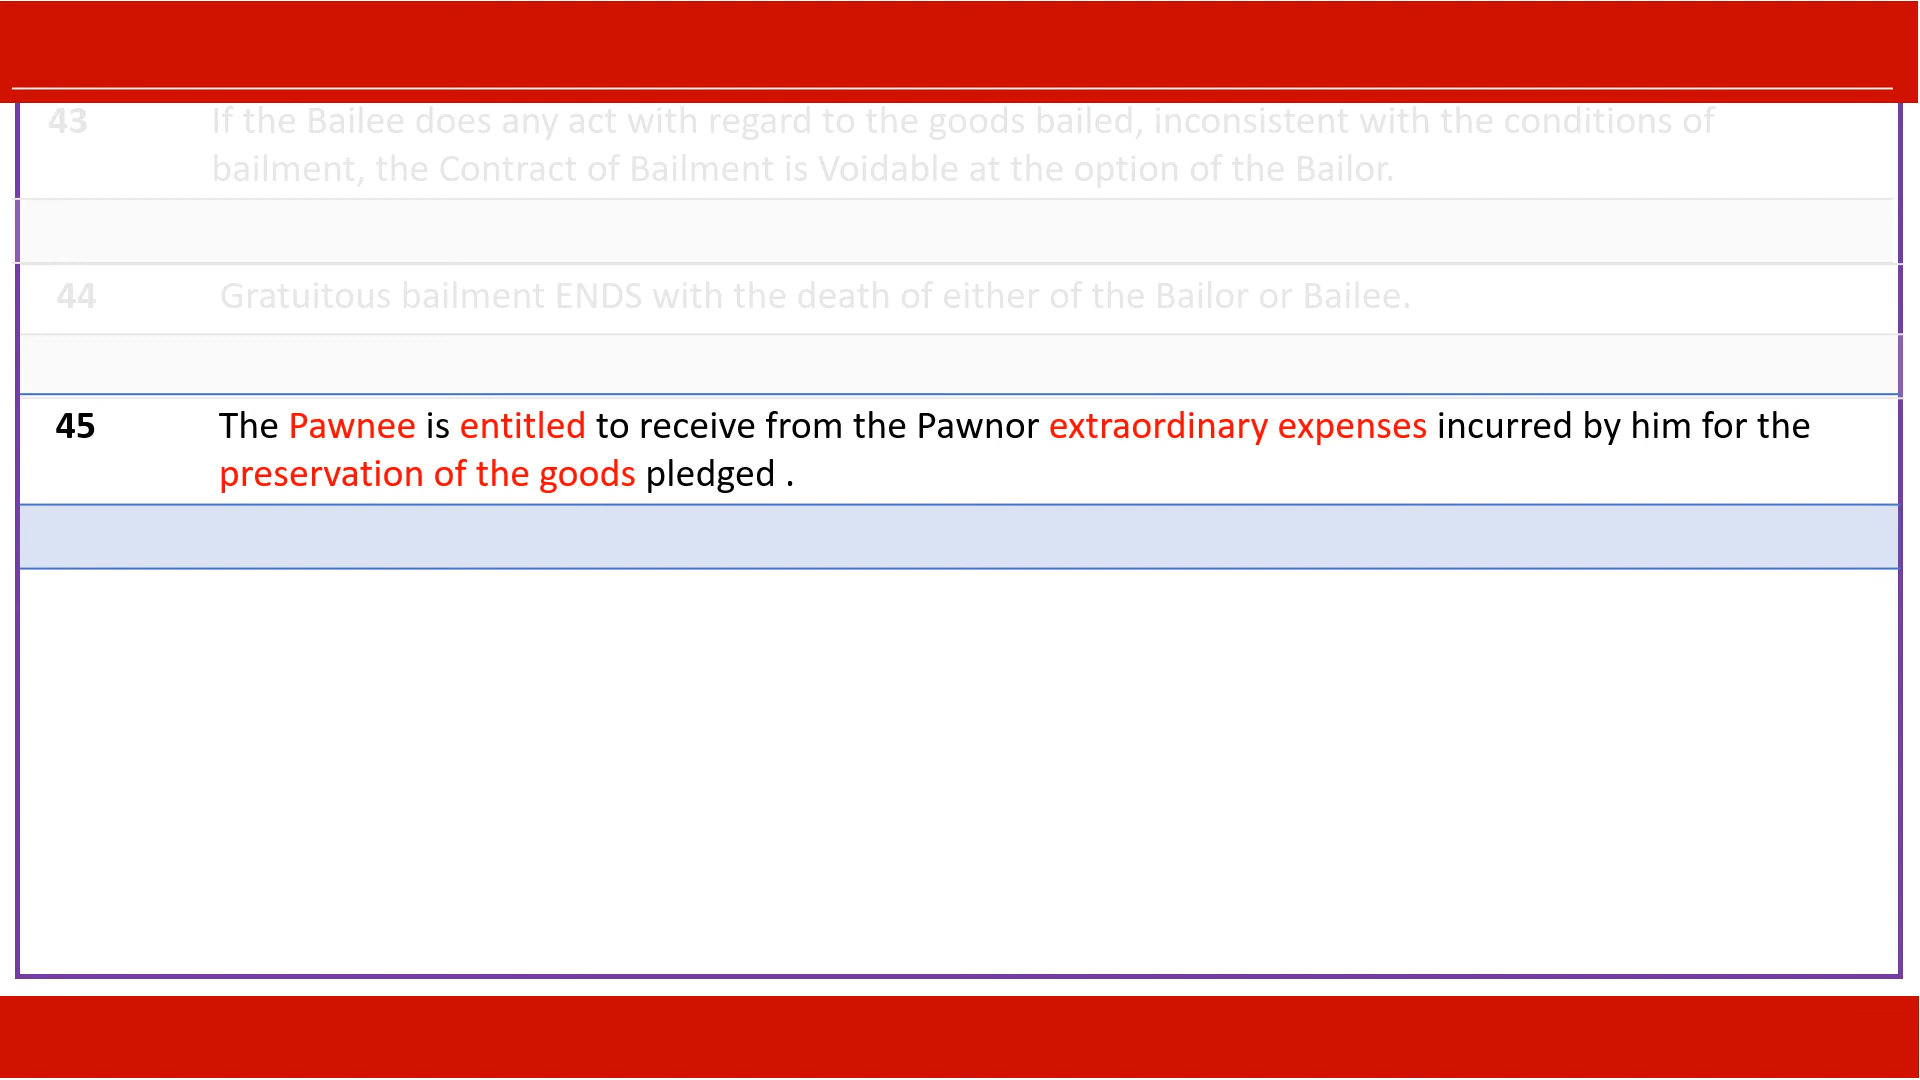 43 If the Bailee does any act with regard to the goods bailed, inconsistent with the conditions of
bailment, the Contract of Bailment is Voidable at the option of the Bailor.
44 Gratuitous bailment ENDS with the death of either of the Bailor or Bailee.
45 The Pawnee is entitled to receive from the Pawnor extraordinary expenses incurred by him for the
preservation of the goods pledged .